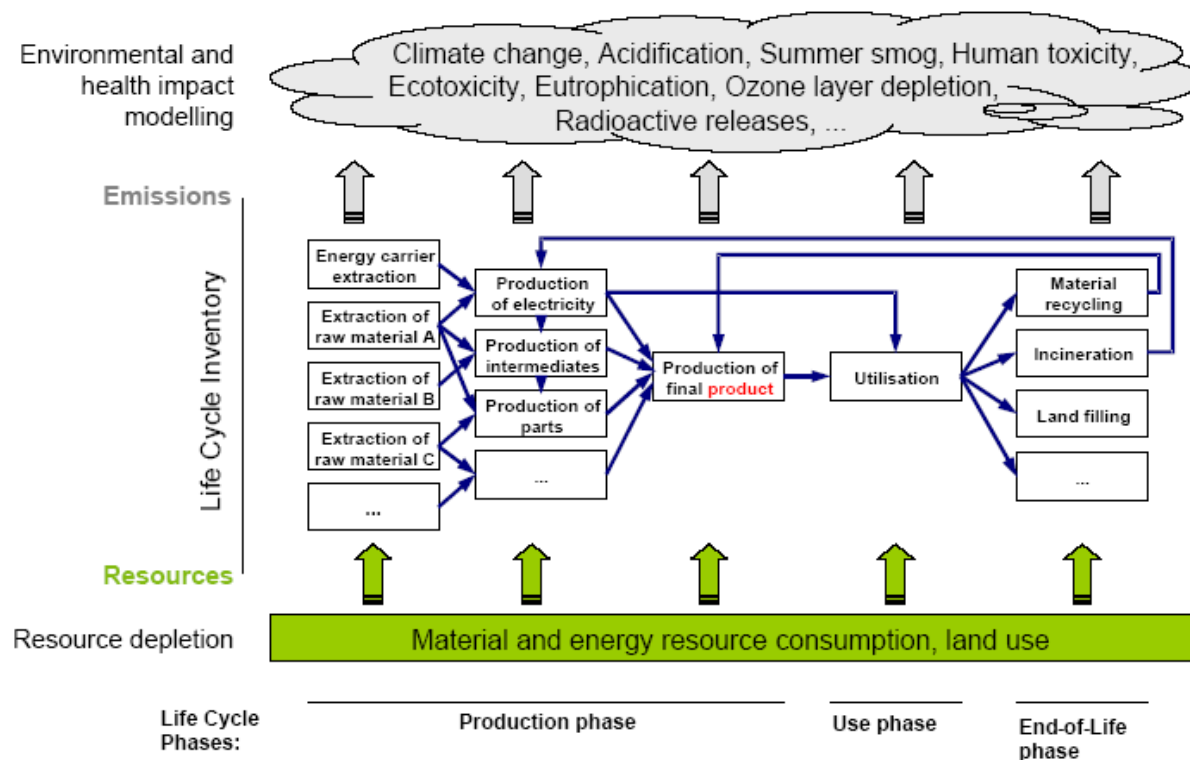 Environmental and
health impact
modelling
Climate change, Acidification, Summer smog, Human toxicity,
Ecotoxicity, Eutrophication, Ozone layer depletion,
Radioactive releases, ...
Emissions
Life Cycle Inventory
Energy carrier
extraction
Extraction of
raw material A
Extraction of
raw material B
Extraction of
raw material C
...
Production
of electricity
Production of
intermediates
Production of
parts
...
Production of
final product
Utilisation
Material
recycling
Incineration
Land filling
...
Resources
Resource depletion
Material and energy resource consumption, land use
Life Cycle
Phases:
Production phase
Use phase
End-of-Life
phase